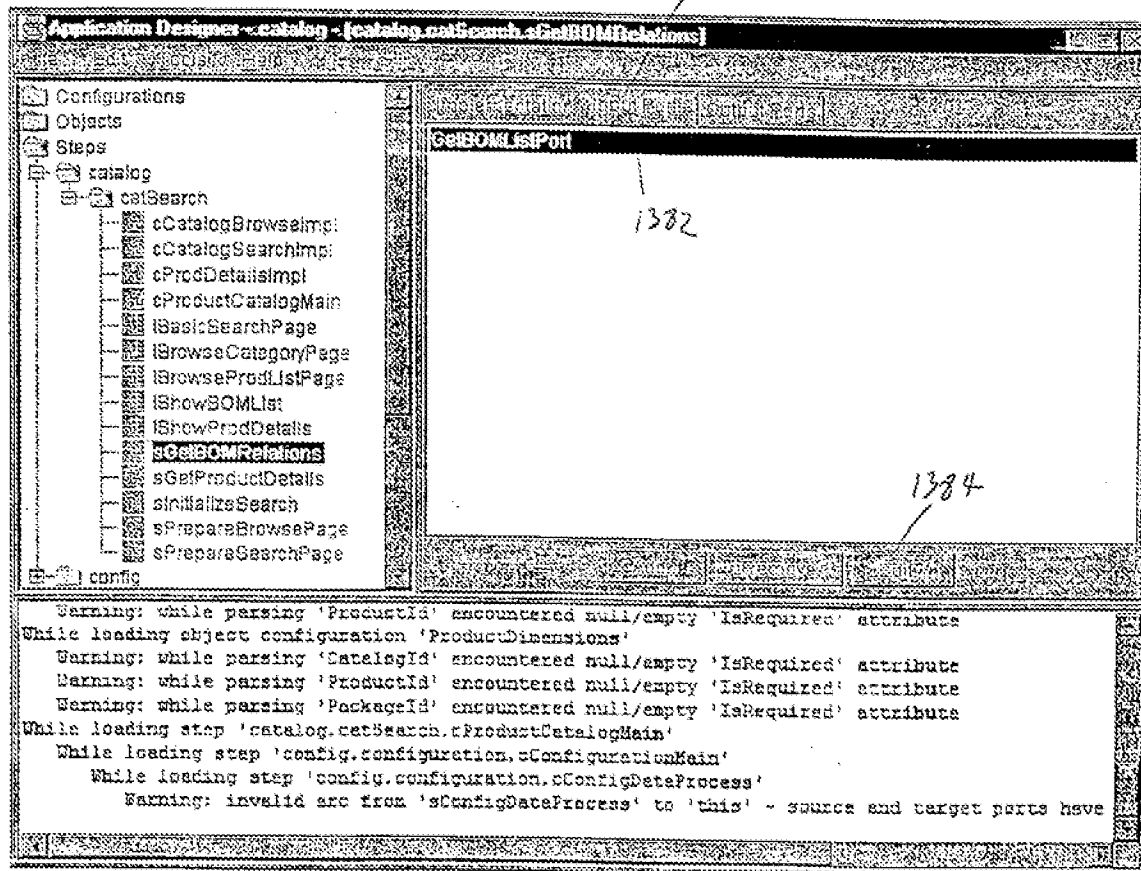 Application Designer - catalog - [catalog.catSearch.sGetBOMRelations]
Help
Configurations
Objects
Steps
catalog
catSearch
cCatalogBrowseImpl
cCatalogSearchImpl
cProdDetailsImpl
cProductCatalogMain
lBasicSearchPage
lBrowseCategoryPage
lBrowseProdListPage
lShowBOMList
lShowProdDetails
sGetBOMRelations
sGetProductDetails
sInitializeSearch
sPrepareBrowsePage
sPrepareSearchPage
config
GetBOMListPort
1382
1384
Warning: while parsing 'ProductId' encountered null/empty 'IsRequired' attribute
While loading object configuration 'ProductDimensions'
Warning: while parsing 'CatalogId' encountered null/empty 'IsRequired' attribute
Warning: while parsing 'ProductId' encountered null/empty 'IsRequired' attribute
Warning: while parsing 'PackageId' encountered null/empty 'IsRequired' attribute
While loading step 'catalog.catSearch.cProductCatalogMain'
While loading step 'config.configuration.cConfigurationMain'
While loading step 'config.configuration.cConfigDataProcess'
Warning: invalid arc from 'sConfigDataProcess' to 'this' - source and target ports have